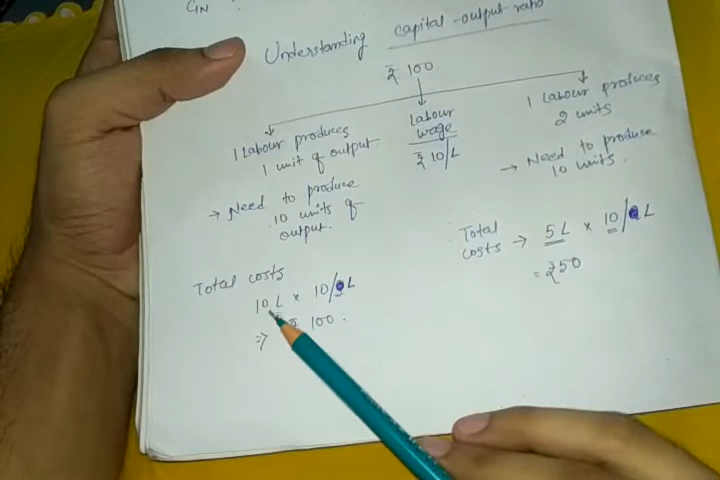 GN
Understanding capital-output-ratio
₹ 100
1 Labour produces
1 unit of output
→ Need to produce
10 units of
output.
Total costs
10 L × 10/L
⇒ ₹ 100.
Labour
wage
₹ 10/L
1 Labour produces
2 units
→ Need to produce
10 units.
Total
costs → 5 L × 10/L
= ₹50